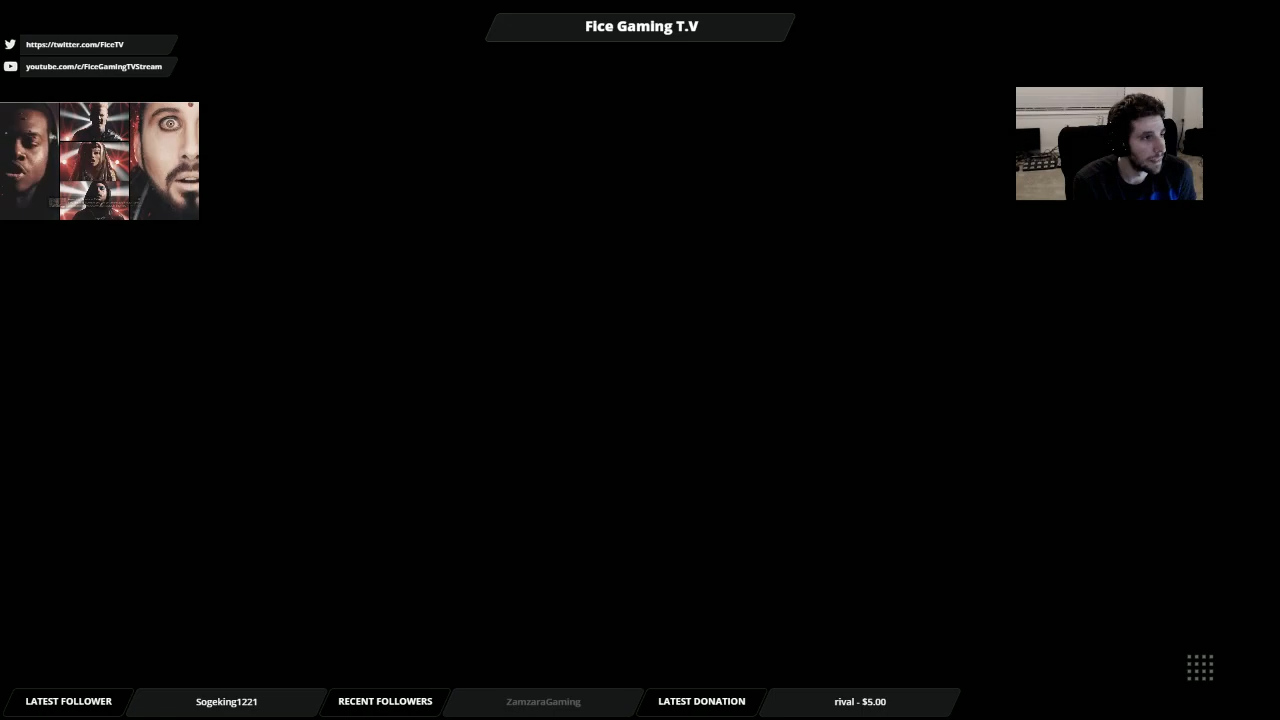 Fice Gaming T.V
https://twitter.com/FiceTV
youtube.com/c/FiceGamingTVStream
LATEST FOLLOWER
Sogeking1221
RECENT FOLLOWERS
ZamzaraGaming
LATEST DONATION
rival - $5.00